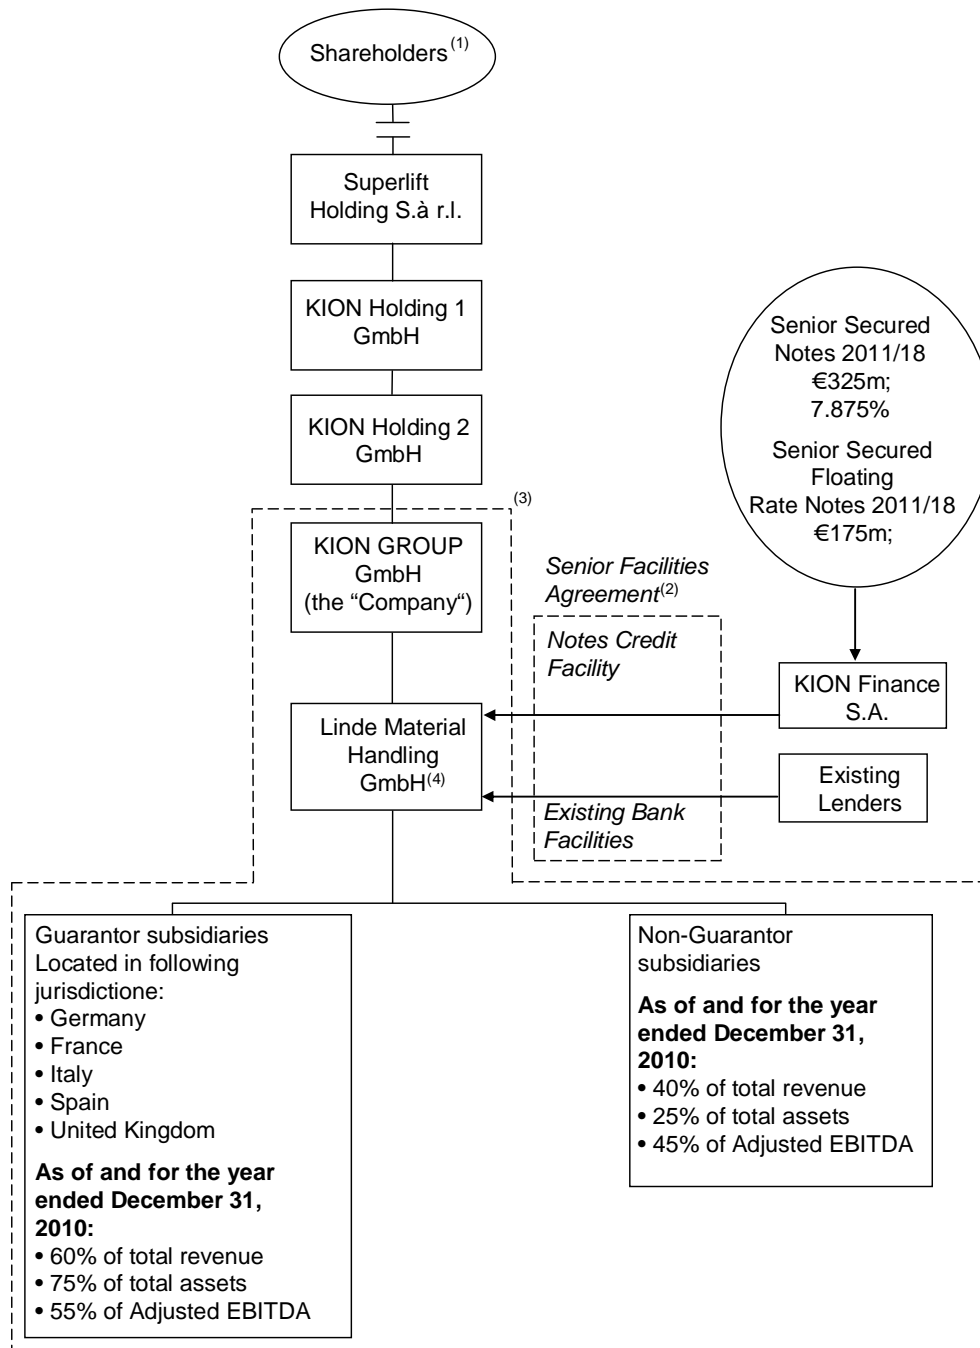 Shareholders (1)
Superlift
Holding S.à r.l.
KION Holding 1
GmbH
KION Holding 2
GmbH
(3)
KION GROUP
GmbH
(the “Company“)
Linde Material
Handling
GmbH(4)
Senior Secured
Notes 2011/18
€325m;
7.875%
Senior Secured
Floating
Rate Notes 2011/18
€175m;
Senior Facilities
Agreement(2)
Notes Credit
Facility
Existing Bank
Facilities
KION Finance
S.A.
Existing
Lenders
Guarantor subsidiaries
Located in following
jurisdictione:
• Germany
• France
• Italy
• Spain
• United Kingdom
As of and for the year
ended December 31,
2010:
• 60% of total revenue
• 75% of total assets
• 55% of Adjusted EBITDA
Non-Guarantor
subsidiaries
As of and for the year
ended December 31,
2010:
• 40% of total revenue
• 25% of total assets
• 45% of Adjusted EBITDA